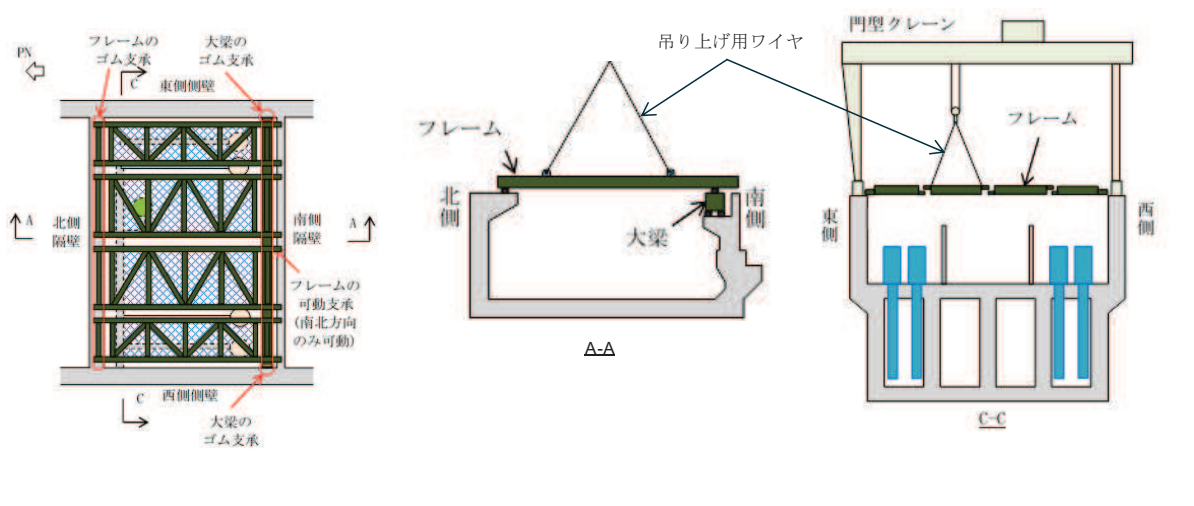 PN
フレームの
ゴム支承
大梁の
ゴム支承
C
東側側壁
A
北側
隔壁
南側
隔壁
A
フレームの
可動支承
(南北方向
のみ可動)
C
西側側壁
大梁の
ゴム支承
吊り上げ用ワイヤ
フレーム
北側
南側
大梁
A-A
門型クレーン
フレーム
東側
西側
C-C